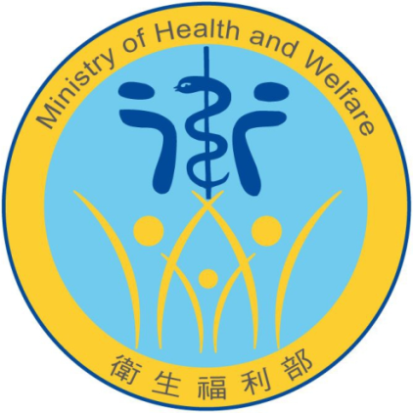 Ministry of Health and Welfare
衛生福利部